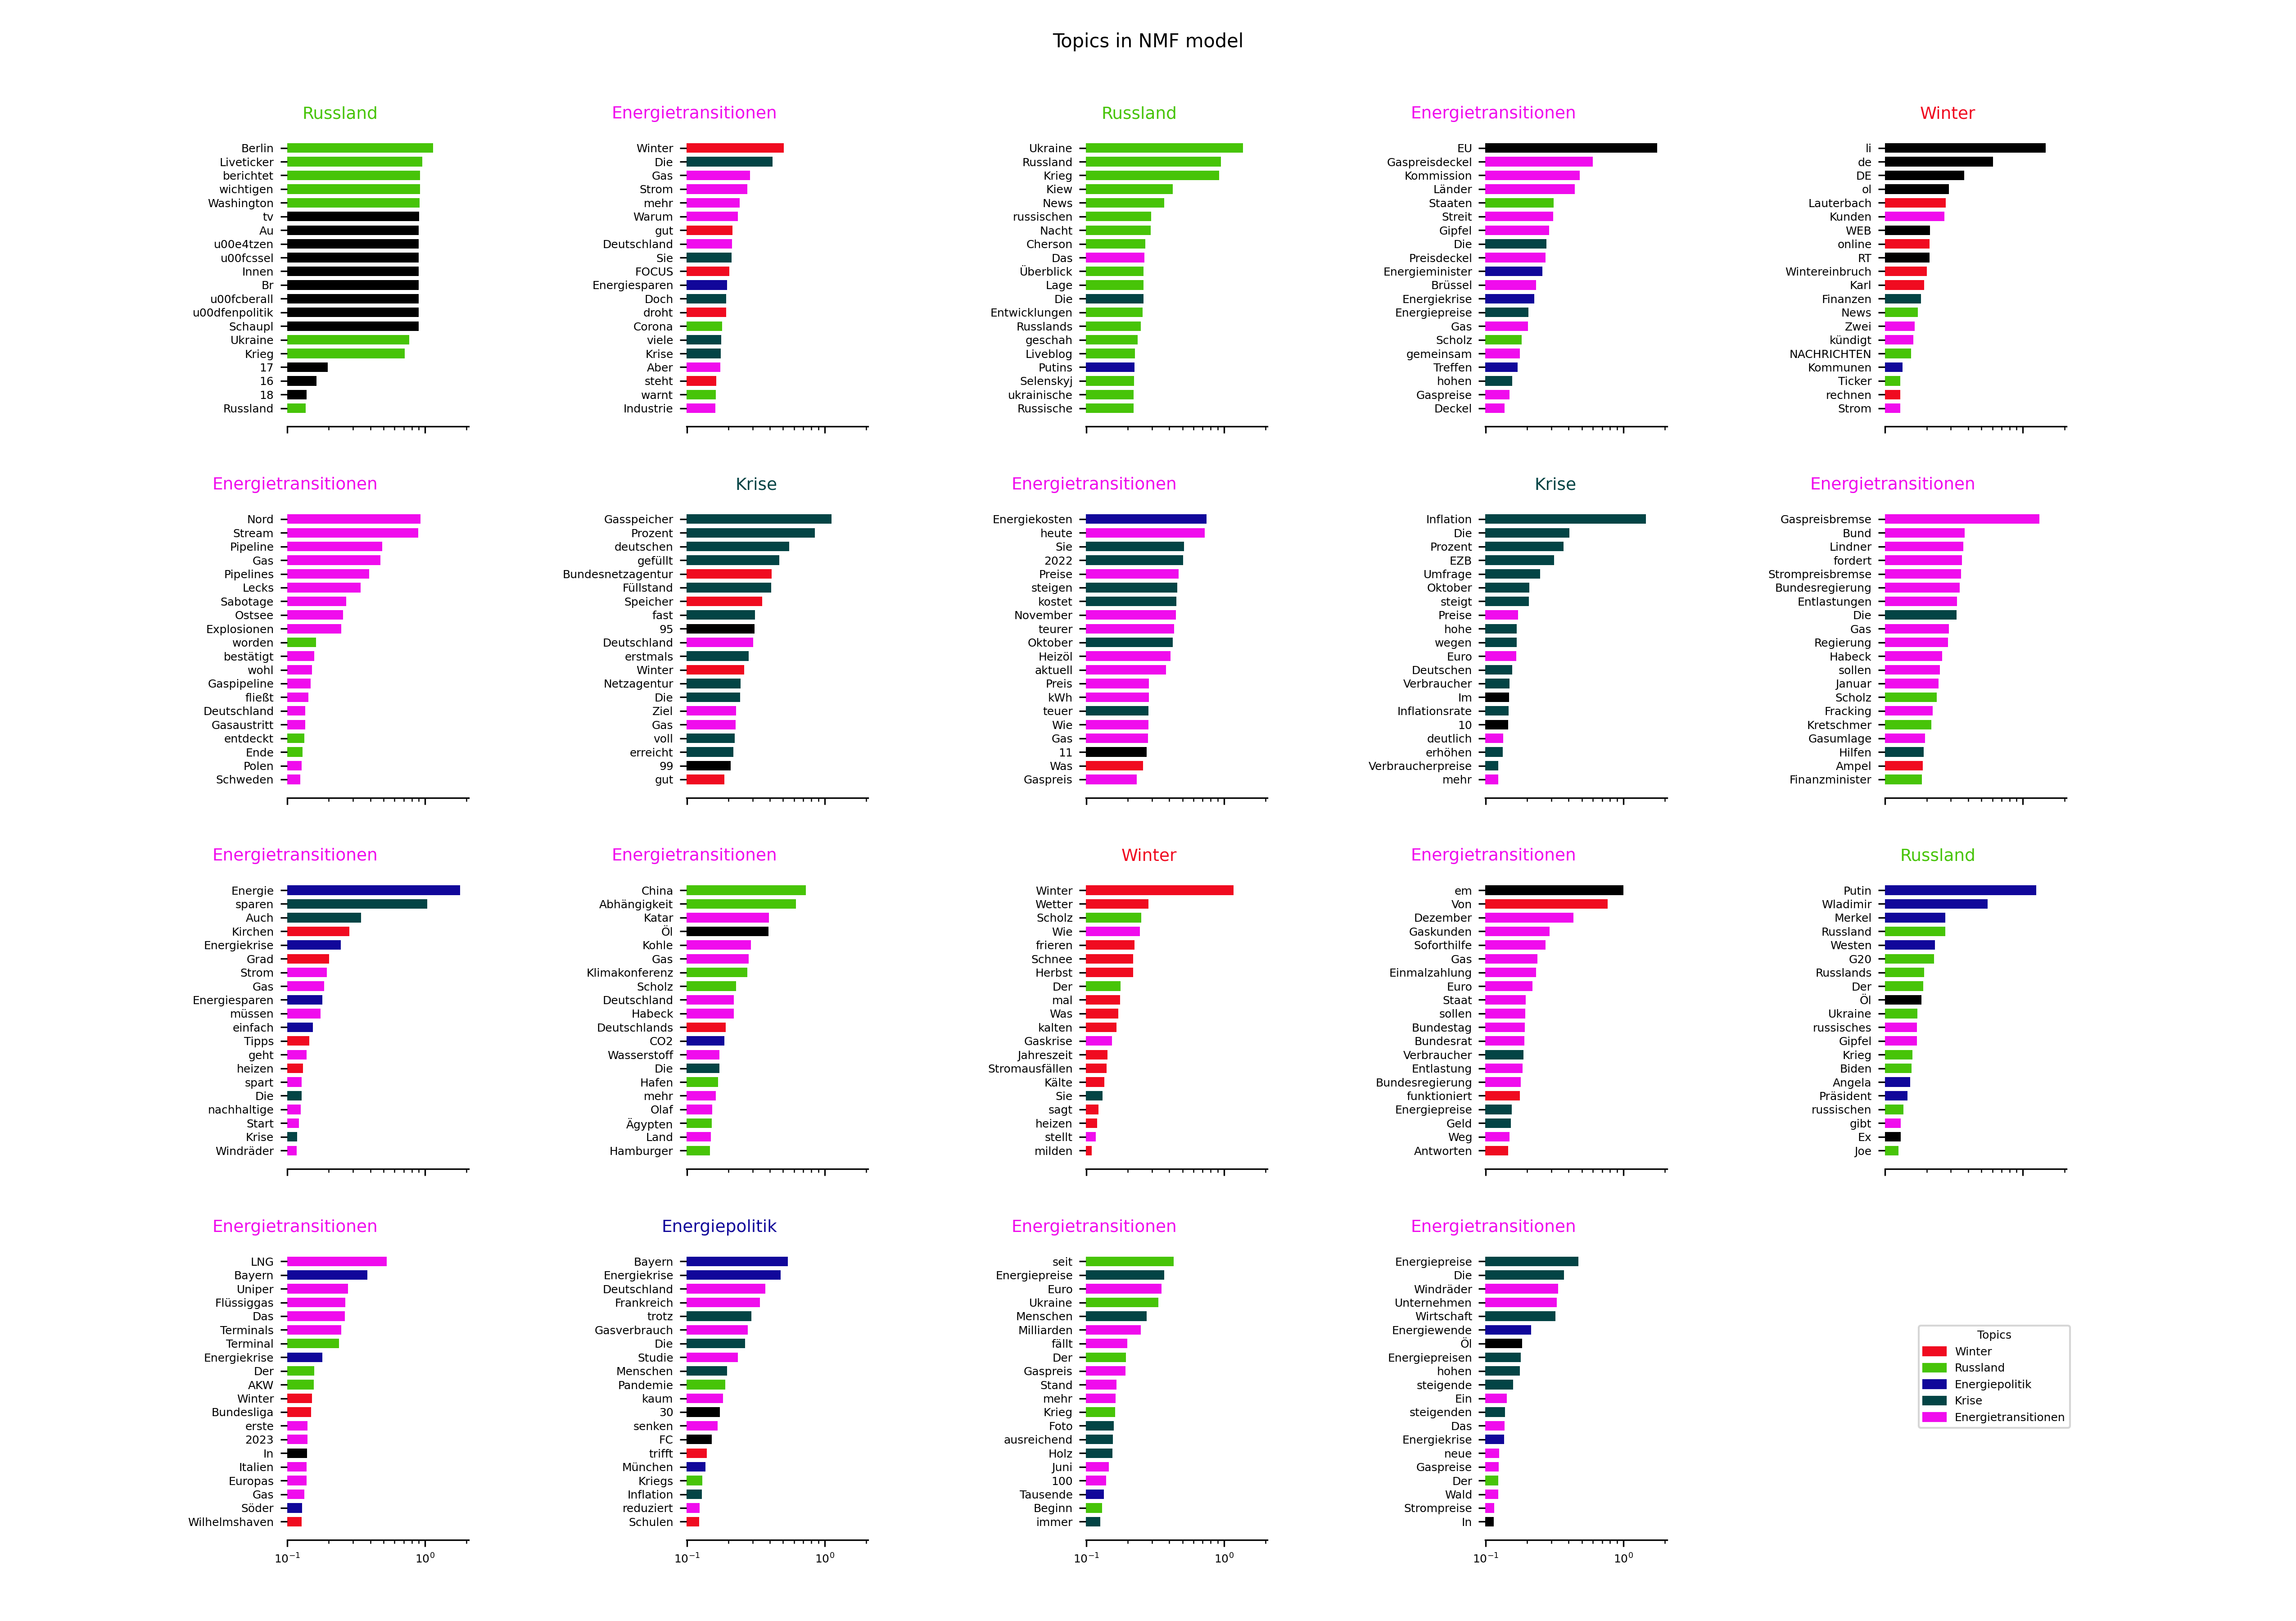 Topics in NMF model
Russland
Berlin
Liveticker
berichtet
wichtigen
Washington
tv
Au
u00e4tzen
u00fcssel
Innen
Br
u00fcberall
u00dfenpolitik
Schaupl
Ukraine
Krieg
17
16
18
Russland
Energietransitionen
Winter
Die
Gas
Strom
mehr
Warum
gut
Deutschland
Sie
FOCUS
Energiesparen
Doch
droht
Corona
viele
Krise
Aber
steht
warnt
Industrie
Russland
Ukraine
Russland
Krieg
Kiew
News
russischen
Nacht
Cherson
Das
Überblick
Lage
Die
Entwicklungen
Russlands
geschah
Liveblog
Putins
Selenskyj
ukrainische
Russische
Energietransitionen
EU
Gaspreisdeckel
Kommission
Länder
Staaten
Streit
Gipfel
Die
Preisdeckel
Energieminister
Brüssel
Energiekrise
Energiepreise
Gas
Scholz
gemeinsam
Treffen
hohen
Gaspreise
Deckel
Winter
li
de
DE
ol
Lauterbach
Kunden
WEB
online
RT
Wintereinbruch
Karl
Finanzen
News
Zwei
kündigt
NACHRICHTEN
Kommunen
Ticker
rechnen
Strom
Energietransitionen
Nord
Stream
Pipeline
Gas
Pipelines
Lecks
Sabotage
Ostsee
Explosionen
worden
bestätigt
wohl
Gaspipeline
fließt
Deutschland
Gasaustritt
entdeckt
Ende
Polen
Schweden
Krise
Gasspeicher
Prozent
deutschen
gefüllt
Bundesnetzagentur
Füllstand
Speicher
fast
95
Deutschland
erstmals
Winter
Netzagentur
Die
Ziel
Gas
voll
erreicht
99
gut
Energietransitionen
Energiekosten
heute
Sie
2022
Preise
steigen
kostet
November
teurer
Oktober
Heizöl
aktuell
Preis
kWh
teuer
Wie
Gas
11
Was
Gaspreis
Krise
Inflation
Die
Prozent
EZB
Umfrage
Oktober
steigt
Preise
hohe
wegen
Euro
Deutschen
Verbraucher
Im
Inflationsrate
10
deutlich
erhöhen
Verbraucherpreise
mehr
Energietransitionen
Gaspreisbremse
Bund
Lindner
fordert
Strompreisbremse
Bundesregierung
Entlastungen
Die
Gas
Regierung
Habeck
sollen
Januar
Scholz
Fracking
Kretschmer
Gasumlage
Hilfen
Ampel
Finanzminister
Energietransitionen
Energie
sparen
Auch
Kirchen
Energiekrise
Grad
Strom
Gas
Energiesparen
müssen
einfach
Tipps
geht
heizen
spart
Die
nachhaltige
Start
Krise
Windräder
Energietransitionen
China
Abhängigkeit
Katar
Öl
Kohle
Gas
Klimakonferenz
Scholz
Deutschland
Habeck
Deutschlands
CO2
Wasserstoff
Die
Hafen
mehr
Olaf
Ägypten
Land
Hamburger
Winter
Winter
Wetter
Scholz
Wie
frieren
Schnee
Herbst
Der
mal
Was
kalten
Gaskrise
Jahreszeit
Stromausfällen
Kälte
Sie
sagt
heizen
stellt
milden
Energietransitionen
em
Von
Dezember
Gaskunden
Soforthilfe
Gas
Einmalzahlung
Euro
Staat
sollen
Bundestag
Bundesrat
Verbraucher
Entlastung
Bundesregierung
funktioniert
Energiepreise
Geld
Weg
Antworten
Russland
Putin
Wladimir
Merkel
Russland
Westen
G20
Russlands
Der
Öl
Ukraine
russisches
Gipfel
Krieg
Biden
Angela
Präsident
russischen
gibt
Ex
Joe
Energietransitionen
LNG
Bayern
Uniper
Flüssiggas
Das
Terminals
Terminal
Energiekrise
Der
AKW
Winter
Bundesliga
erste
2023
In
Italien
Europas
Gas
Söder
Wilhelmshaven
10⁻¹ 10⁰
Energiepolitik
Bayern
Energiekrise
Deutschland
Frankreich
trotz
Gasverbrauch
Die
Studie
Menschen
Pandemie
kaum
30
senken
FC
trifft
München
Kriegs
Inflation
reduziert
Schulen
10⁻¹ 10⁰
Energietransitionen
seit
Energiepreise
Euro
Ukraine
Menschen
Milliarden
fällt
Der
Gaspreis
Stand
mehr
Krieg
Foto
ausreichend
Holz
Juni
100
Tausende
Beginn
immer
10⁻¹ 10⁰
Energietransitionen
Energiepreise
Die
Windräder
Unternehmen
Wirtschaft
Energiewende
Öl
Energiepreisen
hohen
steigende
Ein
steigenden
Das
Energiekrise
neue
Gaspreise
Der
Wald
Strompreise
In
10⁻¹ 10⁰
Topics
Winter
Russland
Energiepolitik
Krise
Energietransitionen